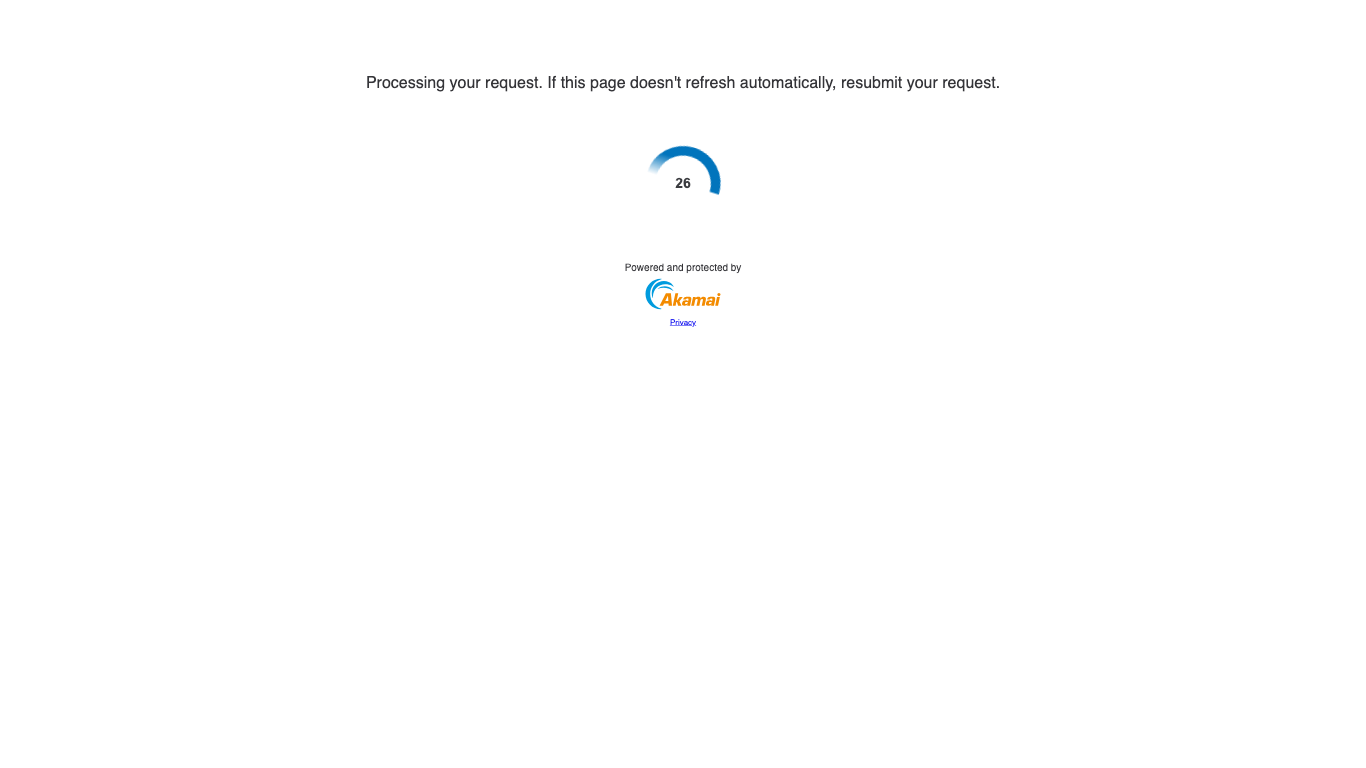 Processing your request. If this page doesn't refresh automatically, resubmit your request.
26
Powered and protected by
Akamai
Privacy